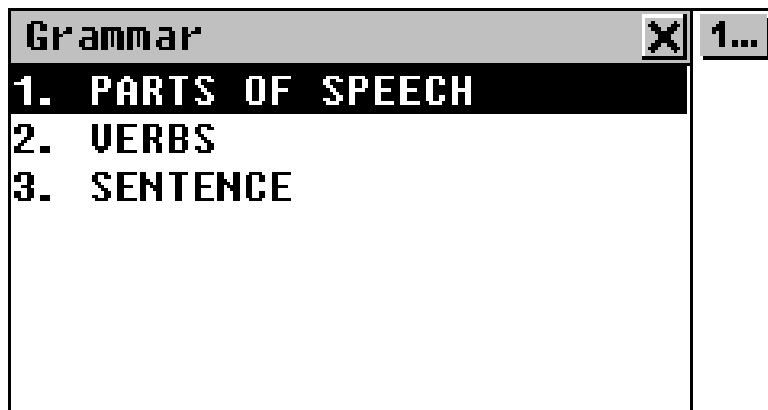 Grammar
1...
1. PARTS OF SPEECH
2. VERBS
3. SENTENCE